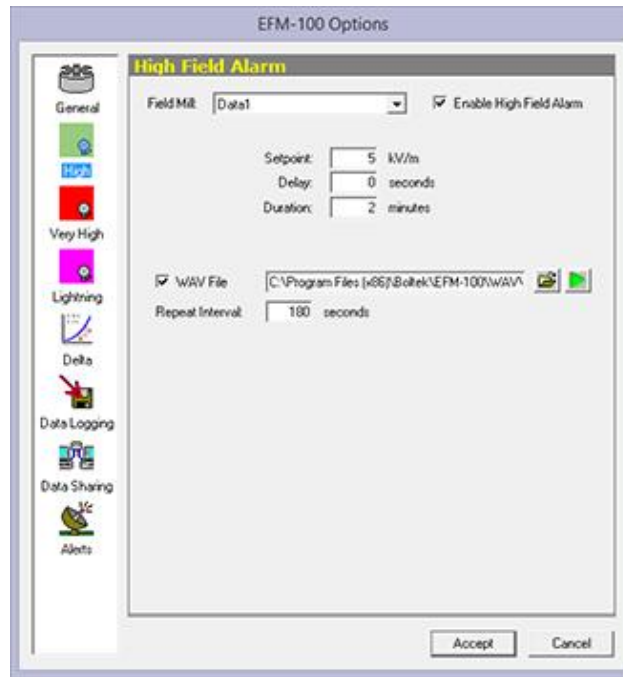 EFM-100 Options
General
High
Very High
Lightning
Delta
Data Logging
Data Sharing
Alerts
High Field Alarm
Field Mill: Data1
Enable High Field Alarm
Setpoint: 5 kV/m
Delay: 0 seconds
Duration: 2 minutes
WAV File C:\Program Files (x86)\Boltek\EFM-100\WAV\
Repeat Interval: 180 seconds
Accept Cancel